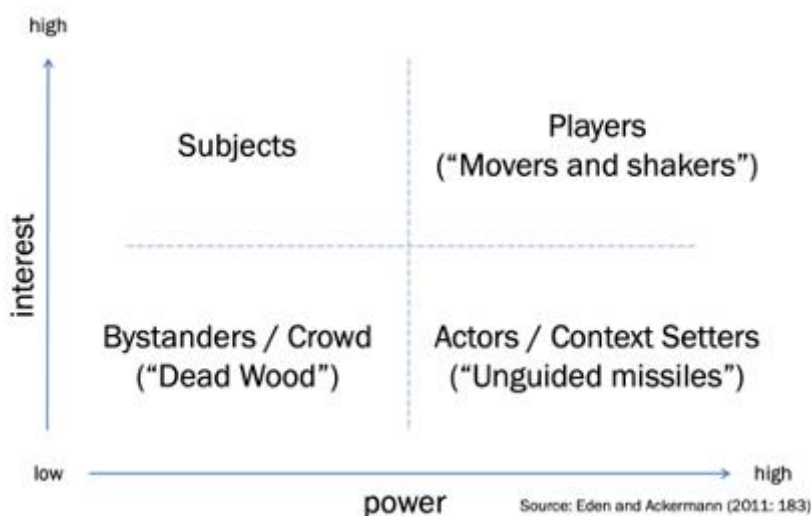 high
Subjects
Players
(“Movers and shakers”)
interest
Bystanders / Crowd
(“Dead Wood”)
Actors / Context Setters
(“Unguided missiles”)
low
high
power
Source: Eden and Ackermann (2011: 183)